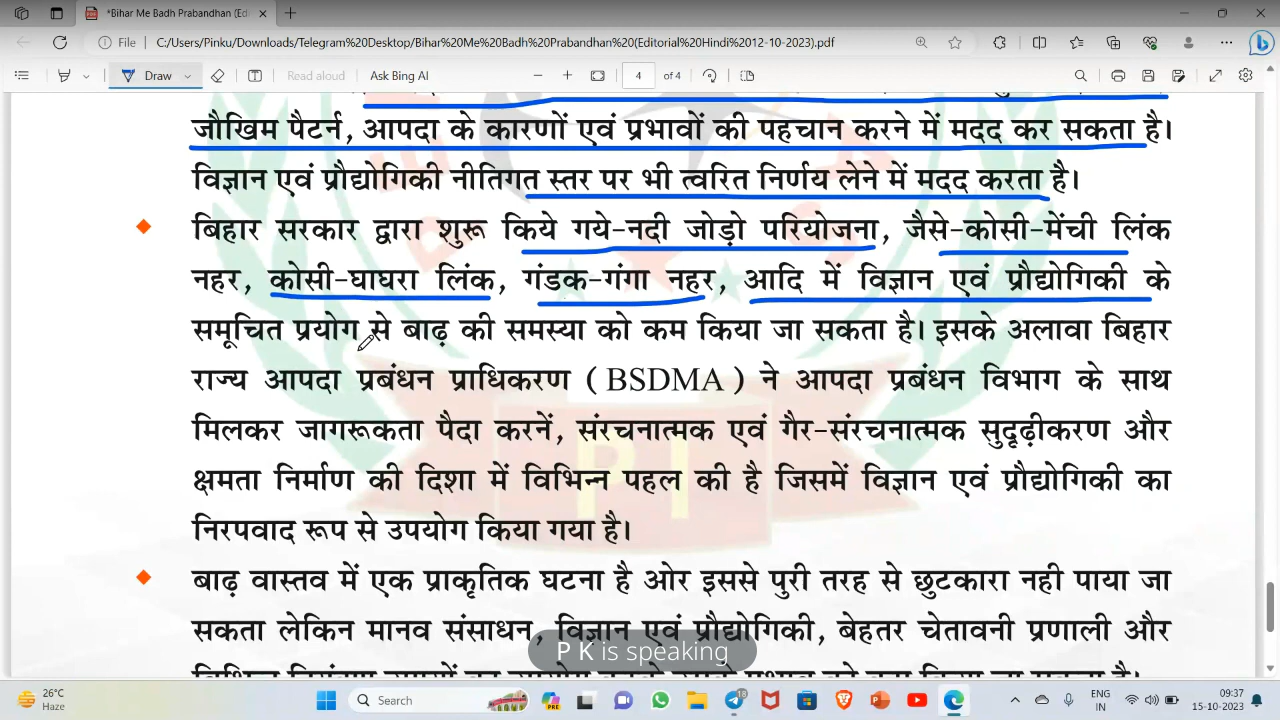 *Bihar Me Badh Prabandhan (Edi
File
C:/Users/Pinku/Downloads/Telegram%20Desktop/Bihar%20Me%20Badh%20Prabandhan%20(Editorial%20Hindi%2012-10-2023).pdf
Draw
Read aloud
Ask Bing AI
4
of 4
जौखिम पैटर्न, आपदा के कारणों एवं प्रभावों की पहचान करने में मदद कर सकता है।
विज्ञान एवं प्रौद्योगिकी नीतिगत स्तर पर भी त्वरित निर्णय लेने में मदद करता है।
बिहार सरकार द्वारा शुरू किये गये-नदी जोड़ो परियोजना, जैसे-कोसी-मेंची लिंक
नहर, कोसी-घाघरा लिंक, गंडक-गंगा नहर, आदि में विज्ञान एवं प्रौद्योगिकी के
समूचित प्रयोग से बाढ़ की समस्या को कम किया जा सकता है। इसके अलावा बिहार
राज्य आपदा प्रबंधन प्राधिकरण ( BSDMA ) ने आपदा प्रबंधन विभाग के साथ
मिलकर जागरूकता पैदा करनें, संरचनात्मक एवं गैर-संरचनात्मक सुदृढ़ीकरण और
क्षमता निर्माण की दिशा में विभिन्न पहल की है जिसमें विज्ञान एवं प्रौद्योगिकी का
निरपवाद रूप से उपयोग किया गया है।
बाढ़ वास्तव में एक प्राकृतिक घटना है ओर इससे पुरी तरह से छुटकारा नही पाया जा
सकता लेकिन मानव संसाधन, विज्ञान एवं प्रौद्योगिकी, बेहतर चेतावनी प्रणाली और
P K is speaking
26°C
Haze
Search
PRE
18
ENG
IN
09:37
15-10-2023